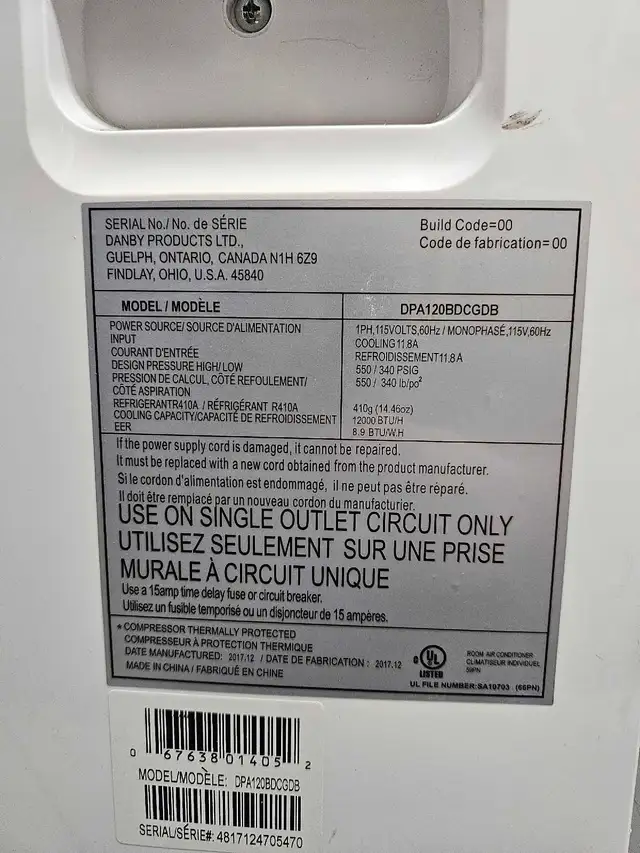 SERIAL No./ No. de SÉRIE
DANBY PRODUCTS LTD.,
GUELPH, ONTARIO, CANADA N1H 6Z9
FINDLAY, OHIO, U.S.A. 45840
Build Code=00
Code de fabrication= 00
MODEL / MODÈLE DPA120BDCGDB
POWER SOURCE/ SOURCE D'ALIMENTATION 1PH,115VOLTS,60Hz / MONOPHASÉ,115V,60Hz
INPUT COOLING 11.8A
COURANT D'ENTRÉE REFROIDISSEMENT 11.8A
DESIGN PRESSURE HIGH/ LOW 550 / 340 PSIG
PRESSION DE CALCUL, CÔTÉ REFOULEMENT/ 550 / 340 lb/po²
CÔTÉ ASPIRATION
REFRIGERANTR410A / RÉFRIGÉRANT R410A 410g (14.46oz)
COOLING CAPACITY/CAPACITÉ DE REFROIDISSEMENT 12000 BTU/H
EER 8.9 BTU/W.H
If the power supply cord is damaged, it cannot be repaired.
It must be replaced with a new cord obtained from the product manufacturer.
Si le cordon d'alimentation est endommagé, il ne peut pas être réparé.
Il doit être remplacé par un nouveau cordon du manufacturier.
USE ON SINGLE OUTLET CIRCUIT ONLY
UTILISEZ SEULEMENT SUR UNE PRISE
MURALE À CIRCUIT UNIQUE
Use a 15amp time delay fuse or circuit breaker.
Utilisez un fusible temporisé ou un disjoncteur de 15 ampères.
* COMPRESSOR THERMALLY PROTECTED
COMPRESSEUR À PROTECTION THERMIQUE
DATE MANUFACTURED: 2017.12 / DATE DE FABRICATION : 2017.12
MADE IN CHINA / FABRIQUÉ EN CHINE
c UL
LISTED
ROOM AIR CONDITIONER
CLIMATISEUR INDIVIDUEL
59PN
UL FILE NUMBER: SA10703 (66PN)
0 67638 01405 2
MODEL/MODÈLE: DPA120BDCGDB
SERIAL/SÉRIE#: 4817124705470